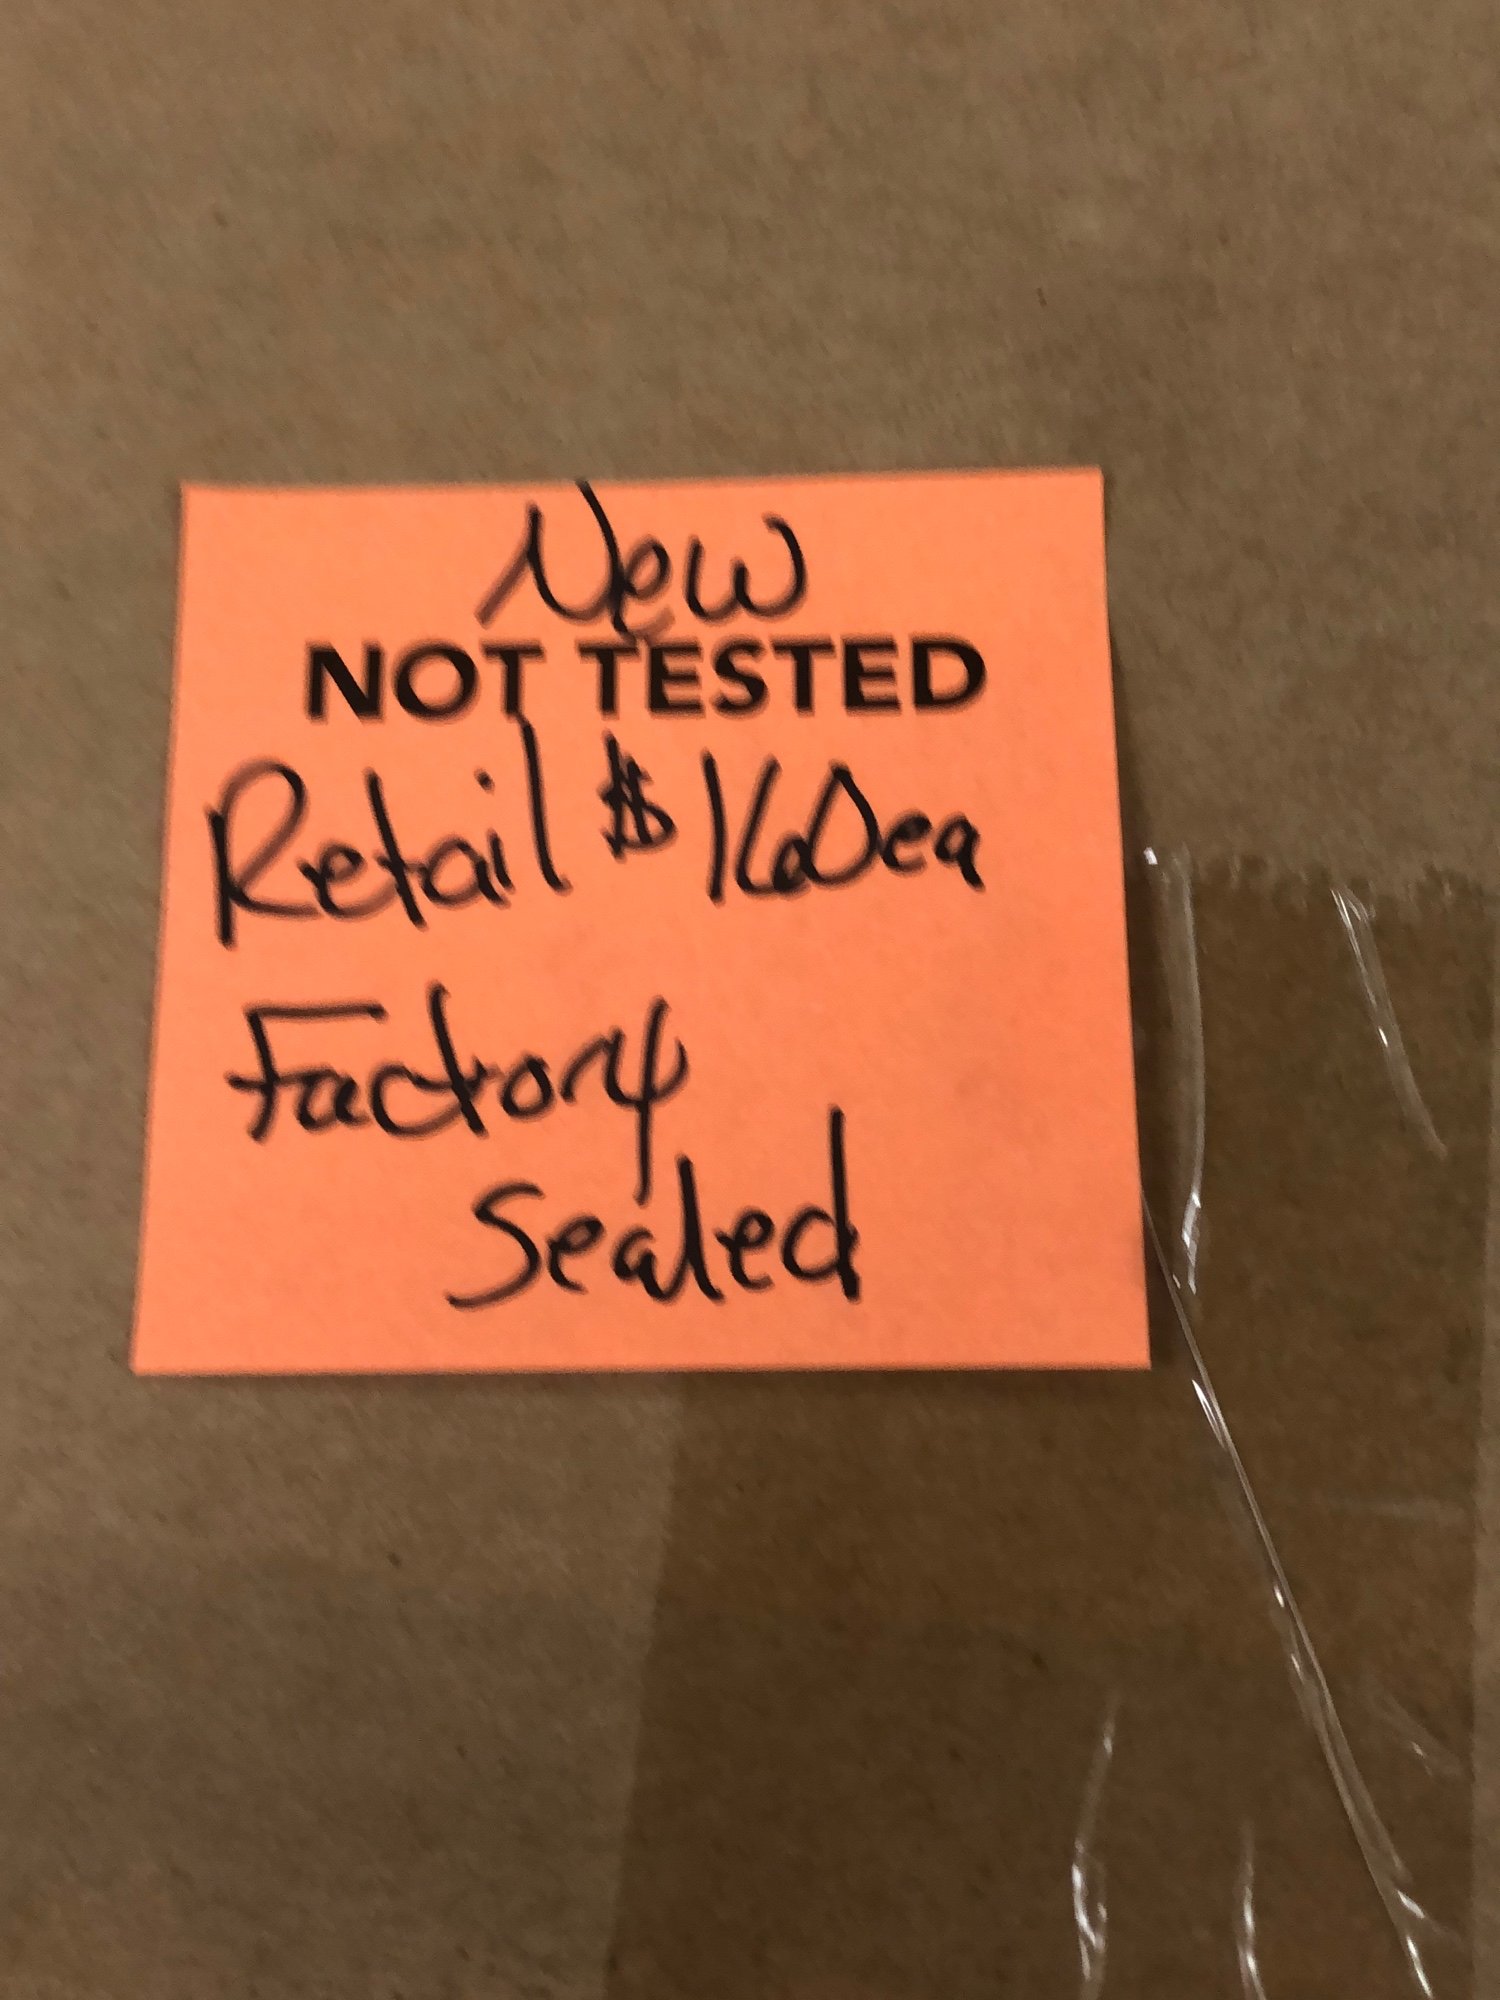 New
NOT TESTED
Retail $160ea
Factory
Sealed